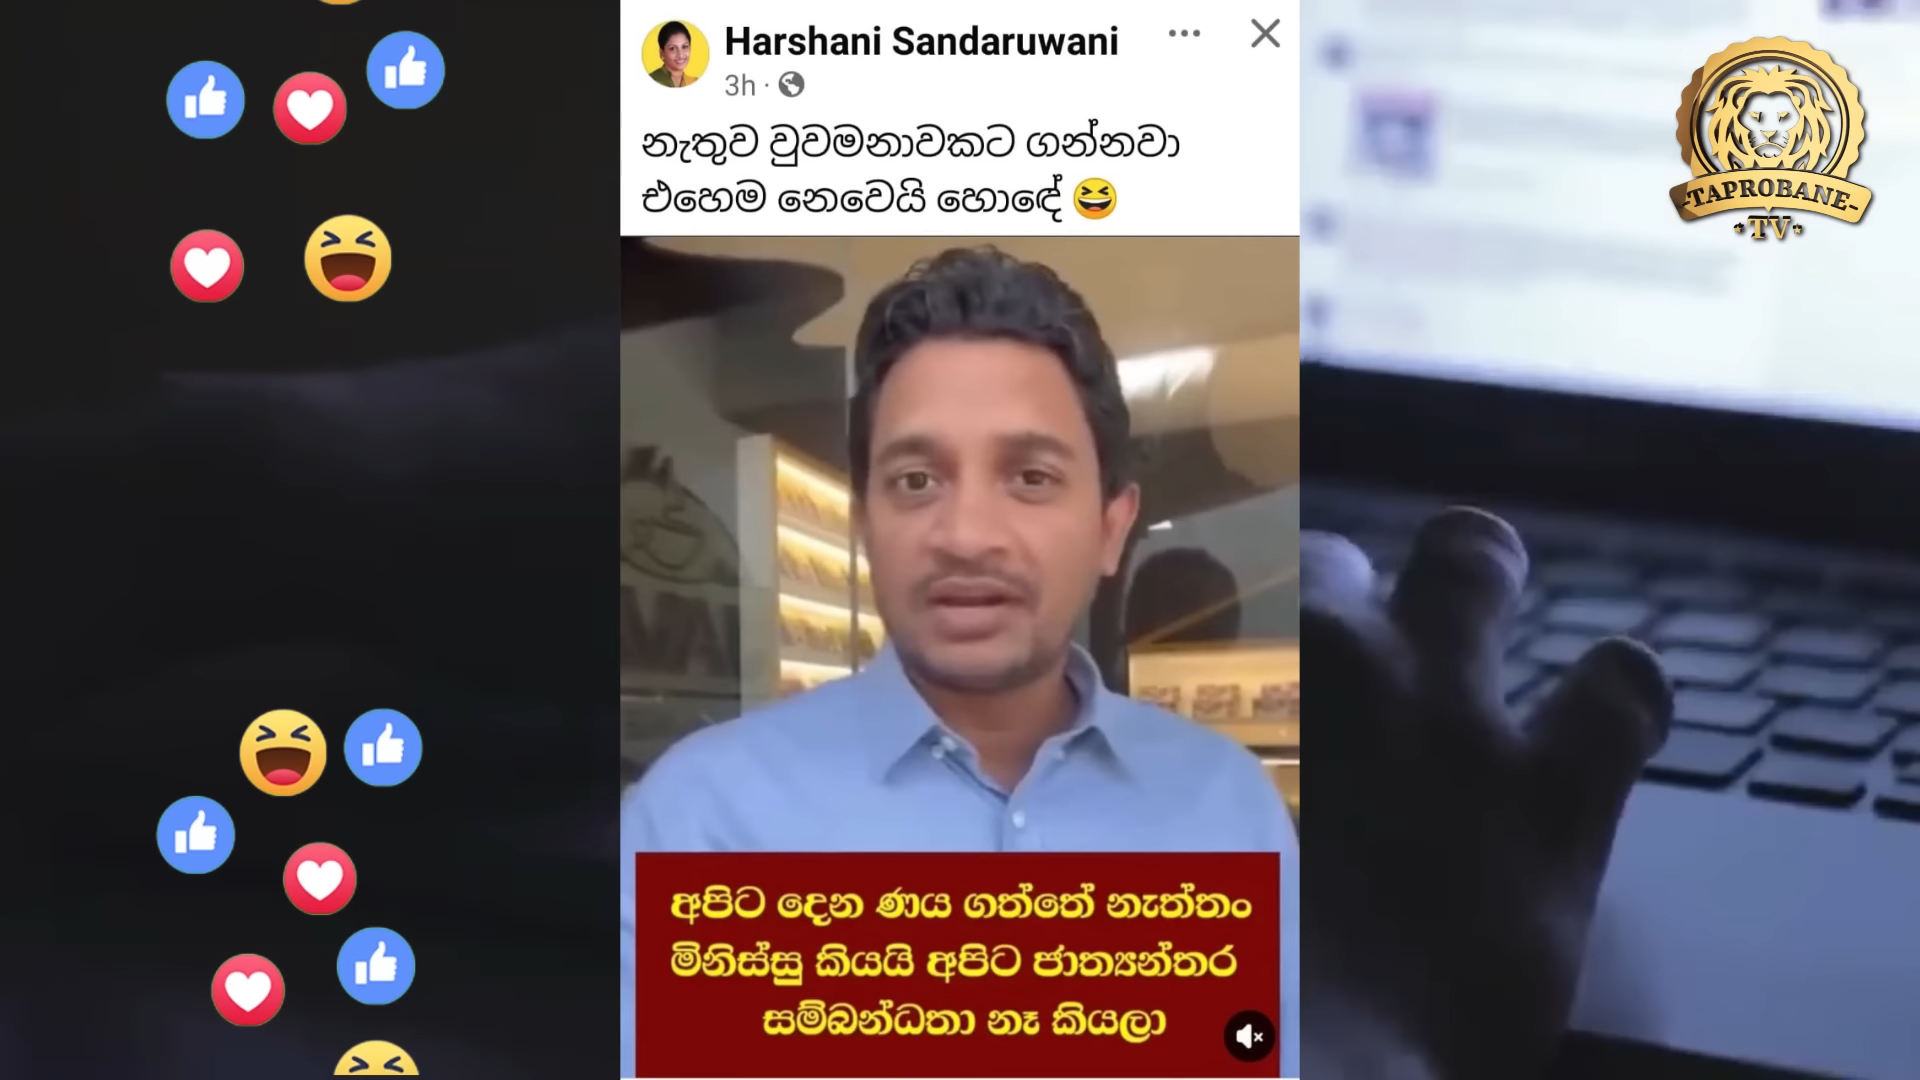 Harshani Sandaruwani
3h ·
නැතුව වුවමනාවකට ගන්නවා
එහෙම නෙවෙයි හොඳේ 😆
-TAPROBANE-
TV
අපිට දෙන ණය ගත්තේ නැත්තං
මිනිස්සු කියයි අපිට ජාත්‍යන්තර
සම්බන්ධතා නෑ කියලා